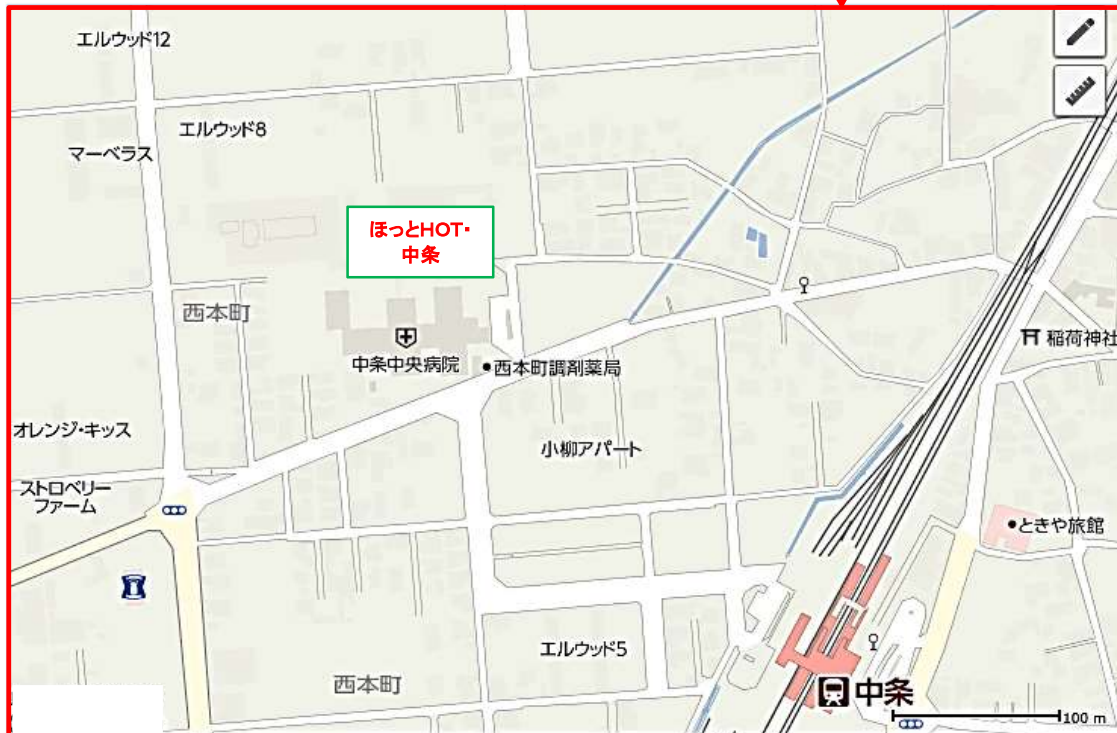 エルウッド12
エルウッド8
マーベラス
ほっとHOT・
中条
西本町
中条中央病院
西本町調剤薬局
稲荷神社
オレンジ・キッス
小柳アパート
ストロベリー
ファーム
ときや旅館
エルウッド5
西本町
中条
100 m